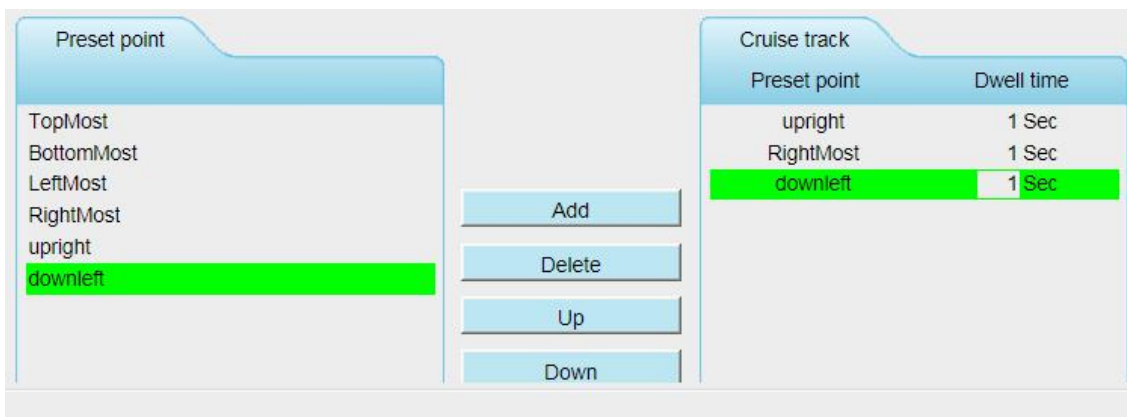 Preset point
TopMost
BottomMost
LeftMost
RightMost
upright
downleft
Add
Delete
Up
Down
Cruise track
Preset point Dwell time
upright 1 Sec
RightMost 1 Sec
downleft 1 Sec